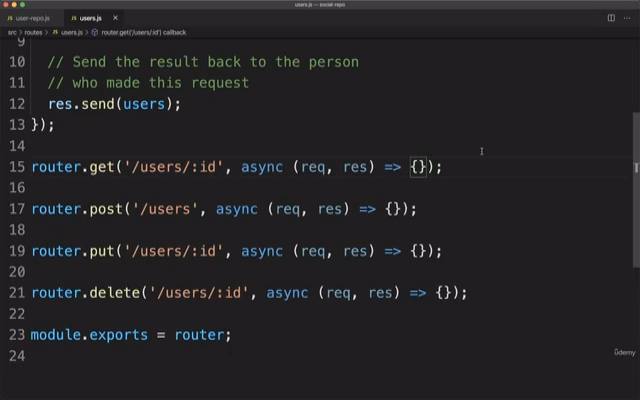 users.js — social-repo
JS user-repo.js JS users.js ×
src > routes > JS users.js > router.get('/users/:id') callback
9
10 // Send the result back to the person
11 // who made this request
12 res.send(users);
13 });
14
15 router.get('/users/:id', async (req, res) => {});
16
17 router.post('/users', async (req, res) => {});
18
19 router.put('/users/:id', async (req, res) => {});
20
21 router.delete('/users/:id', async (req, res) => {});
22
23 module.exports = router;
24
ûdemy